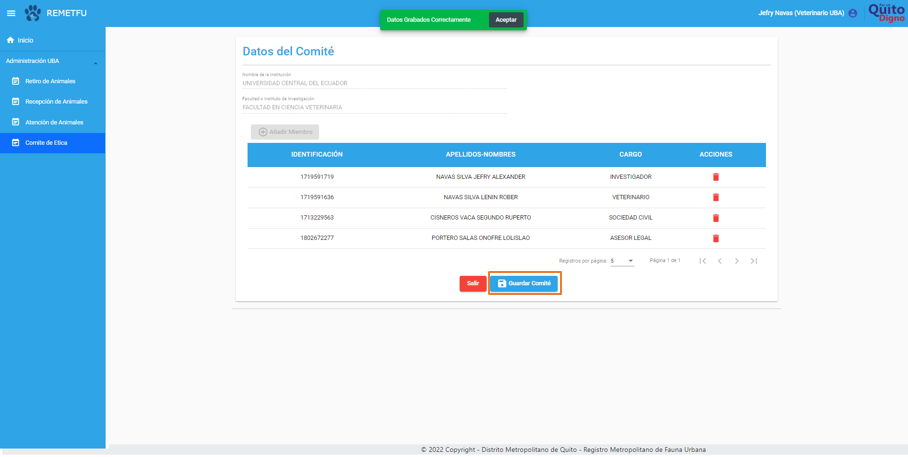 REMETFU
Datos Grabados Correctamente Aceptar
Jefry Navas (Veterinario UBA)
Quito
Digno
Inicio
Administración UBA
Retiro de Animales
Recepción de Animales
Atención de Animales
Comite de Etica
Datos del Comité
Nombre de la Institución
UNIVERSIDAD CENTRAL DEL ECUADOR
Facultad o Instituto de Investigación
FACULTAD EN CIENCIA VETERINARIA
Añadir Miembro
IDENTIFICACIÓN APELLIDOS-NOMBRES CARGO ACCIONES
1719591719 NAVAS SILVA JEFRY ALEXANDER INVESTIGADOR
1719591636 NAVAS SILVA LENIN ROBER VETERINARIO
1713229563 CISNEROS VACA SEGUNDO RUPERTO SOCIEDAD CIVIL
1802672277 PORTERO SALAS ONOFRE LOLISLAO ASESOR LEGAL
Registros por página: 5 Página 1 de 1
Salir Guardar Comité
© 2022 Copyright - Distrito Metropolitano de Quito - Registro Metropolitano de Fauna Urbana